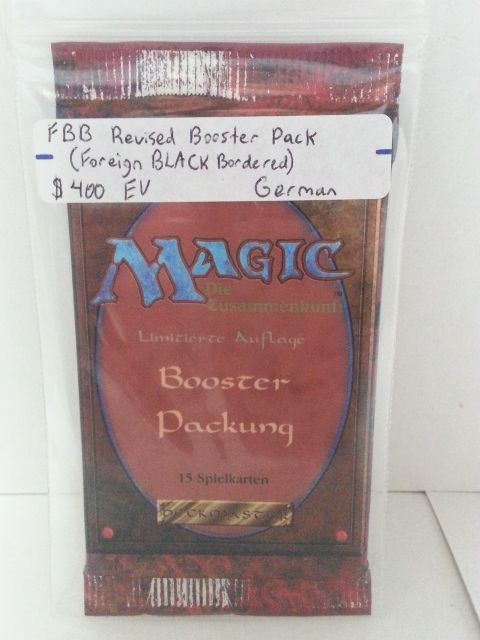 FBB Revised Booster Pack
(Foreign BLACK Bordered)
$400 EV German
MAGIC
Die
Zusammenkunft
Limitierte Auflage
Booster
Packung
15 Spielkarten
DECKMASTER